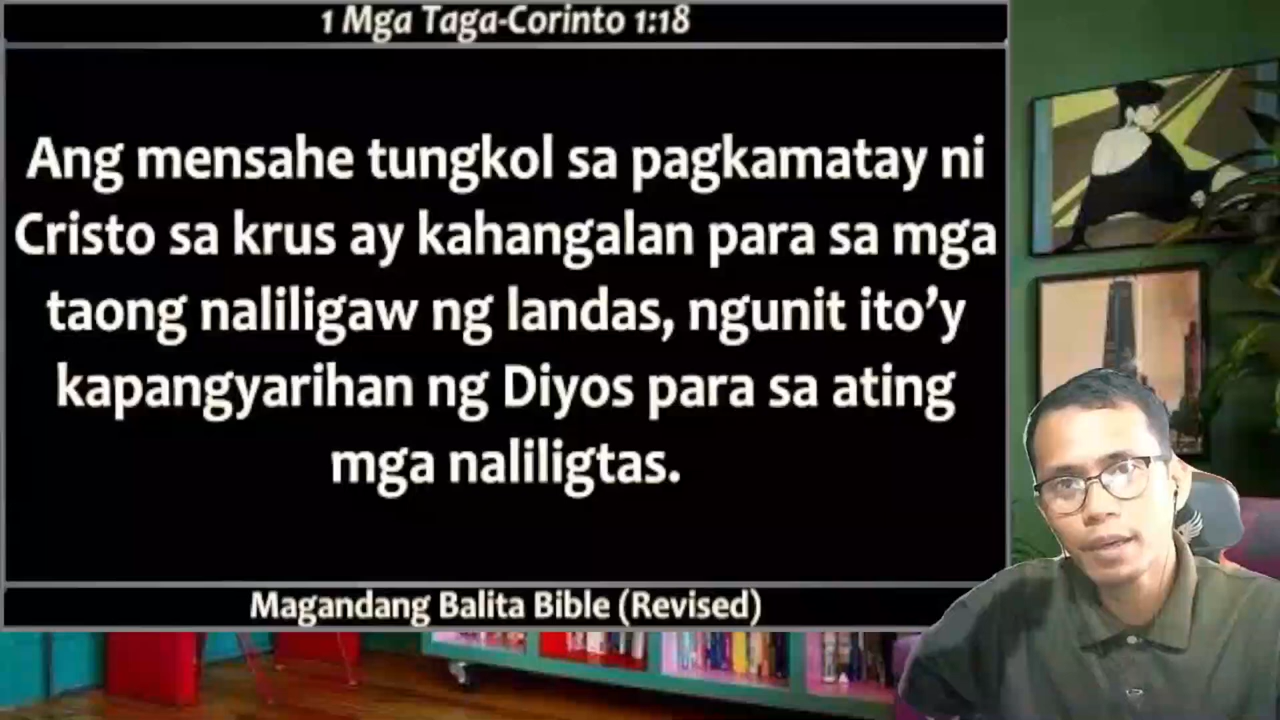 1 Mga Taga-Corinto 1:18
Ang mensahe tungkol sa pagkamatay ni
Cristo sa krus ay kahangalan para sa mga
taong naliligaw ng landas, ngunit ito’y
kapangyarihan ng Diyos para sa ating
mga naliligtas.
Magandang Balita Bible (Revised)